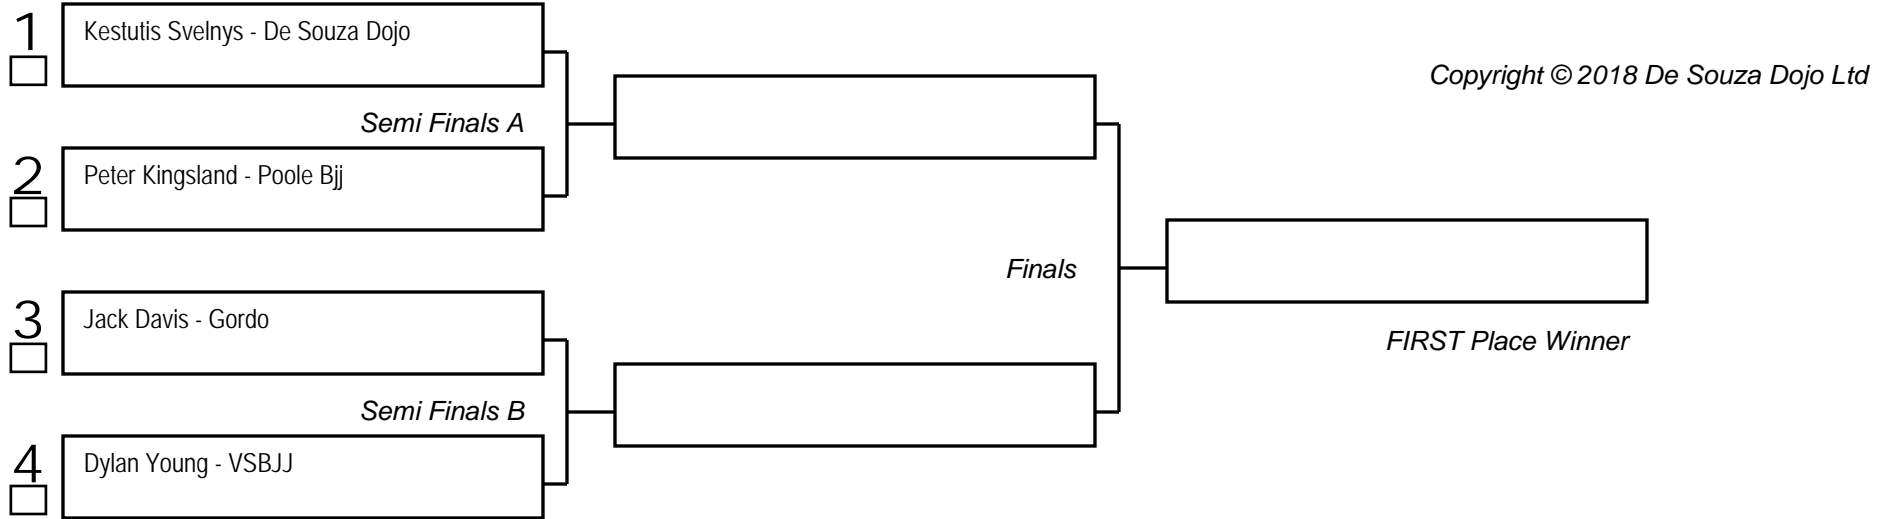 1
Kestutis Svelnys - De Souza Dojo
Copyright © 2018 De Souza Dojo Ltd
Semi Finals A
2
Peter Kingsland - Poole Bjj
Finals
3
Jack Davis - Gordo
FIRST Place Winner
Semi Finals B
4
Dylan Young - VSBJJ